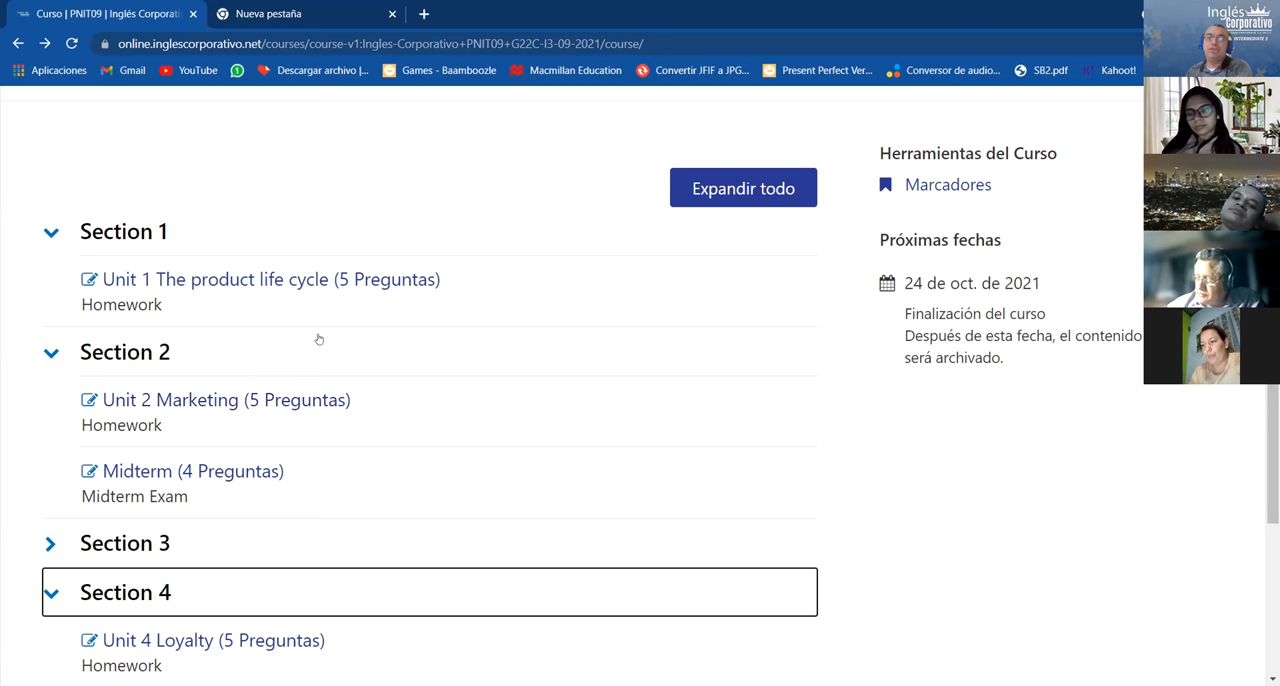 Curso | PNIT09 | Inglés Corporati
Nueva pestaña
online.inglescorporativo.net/courses/course-v1:Ingles-Corporativo+PNIT09+G22C-I3-09-2021/course/
Aplicaciones
Gmail
YouTube
Descargar archivo |...
Games - Baamboozle
Macmillan Education
Convertir JFIF a JPG...
Present Perfect Ver...
Conversor de audio...
SB2.pdf
Kahoot!
Inglés
Corporativo
INTERMEDIATE 3
Expandir todo
Section 1
Unit 1 The product life cycle (5 Preguntas)
Homework
Section 2
Unit 2 Marketing (5 Preguntas)
Homework
Midterm (4 Preguntas)
Midterm Exam
Section 3
Section 4
Unit 4 Loyalty (5 Preguntas)
Homework
Herramientas del Curso
Marcadores
Próximas fechas
24 de oct. de 2021
Finalización del curso
Después de esta fecha, el contenido
será archivado.